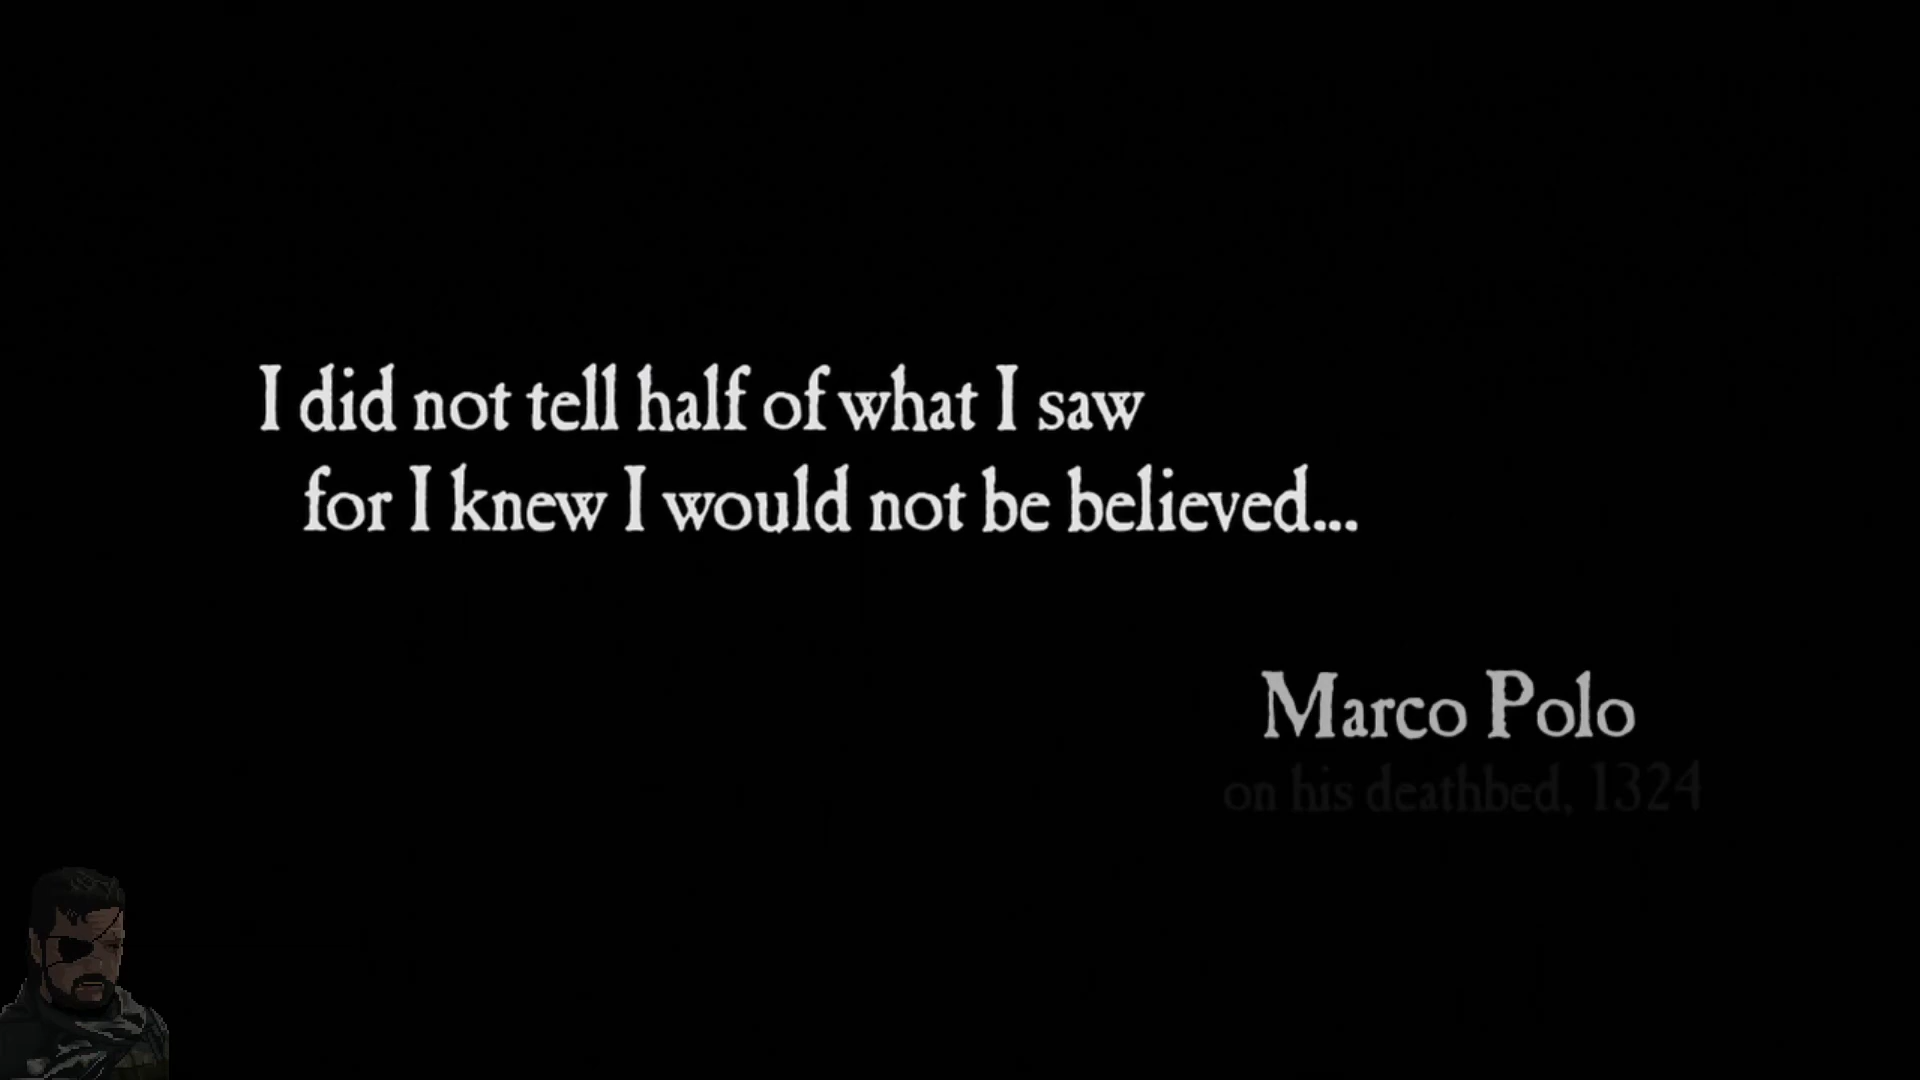 I did not tell half of what I saw
for I knew I would not be believed...
Marco Polo
on his deathbed, 1324